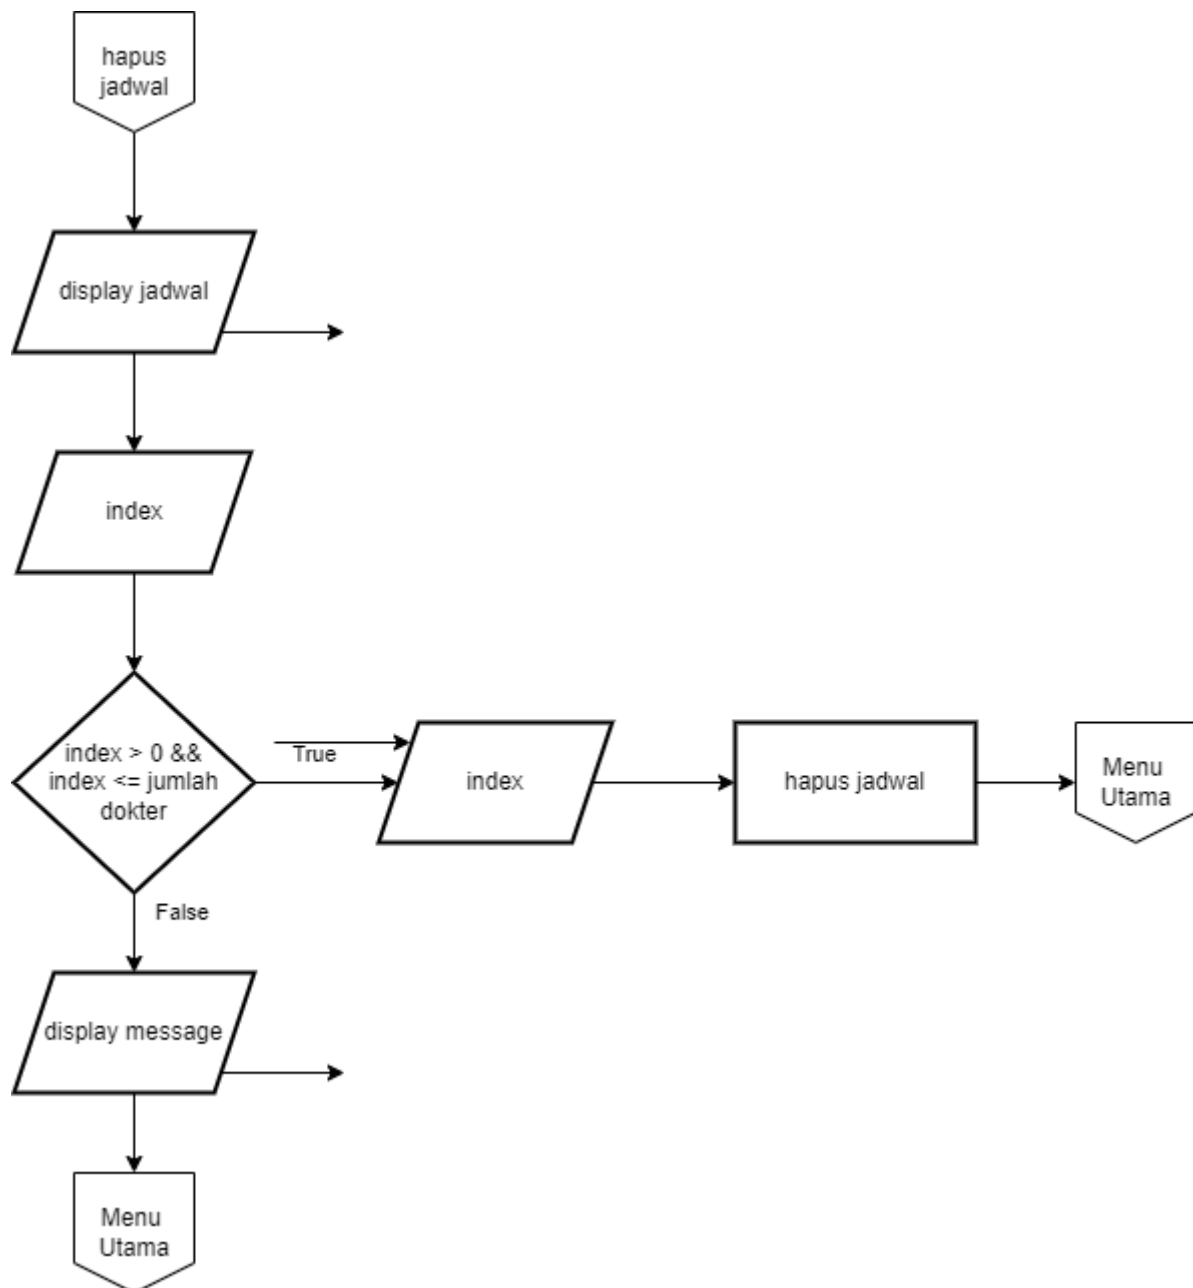 hapus
jadwal
display jadwal
index
index > 0 &&
index <= jumlah
dokter
True
index
hapus jadwal
Menu
Utama
False
display message
Menu
Utama